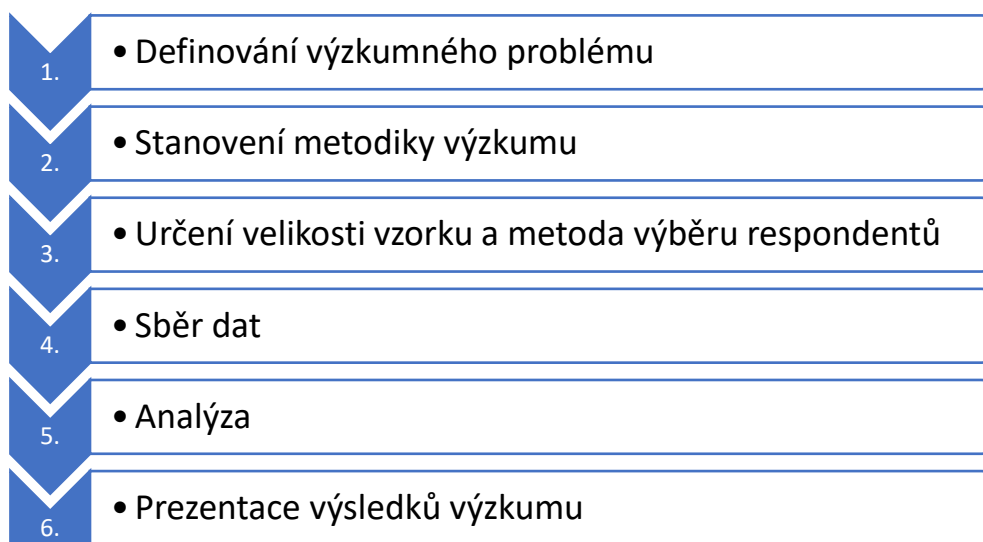 1. • Definování výzkumného problému
2. • Stanovení metodiky výzkumu
3. • Určení velikosti vzorku a metoda výběru respondentů
4. • Sběr dat
5. • Analýza
6. • Prezentace výsledků výzkumu